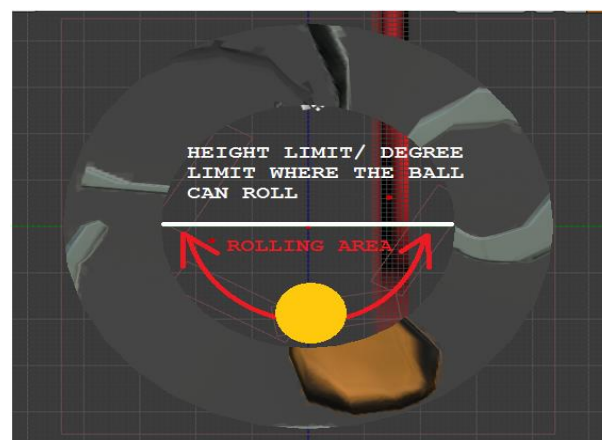 HEIGHT LIMIT/ DEGREE
LIMIT WHERE THE BALL
CAN ROLL
ROLLING AREA